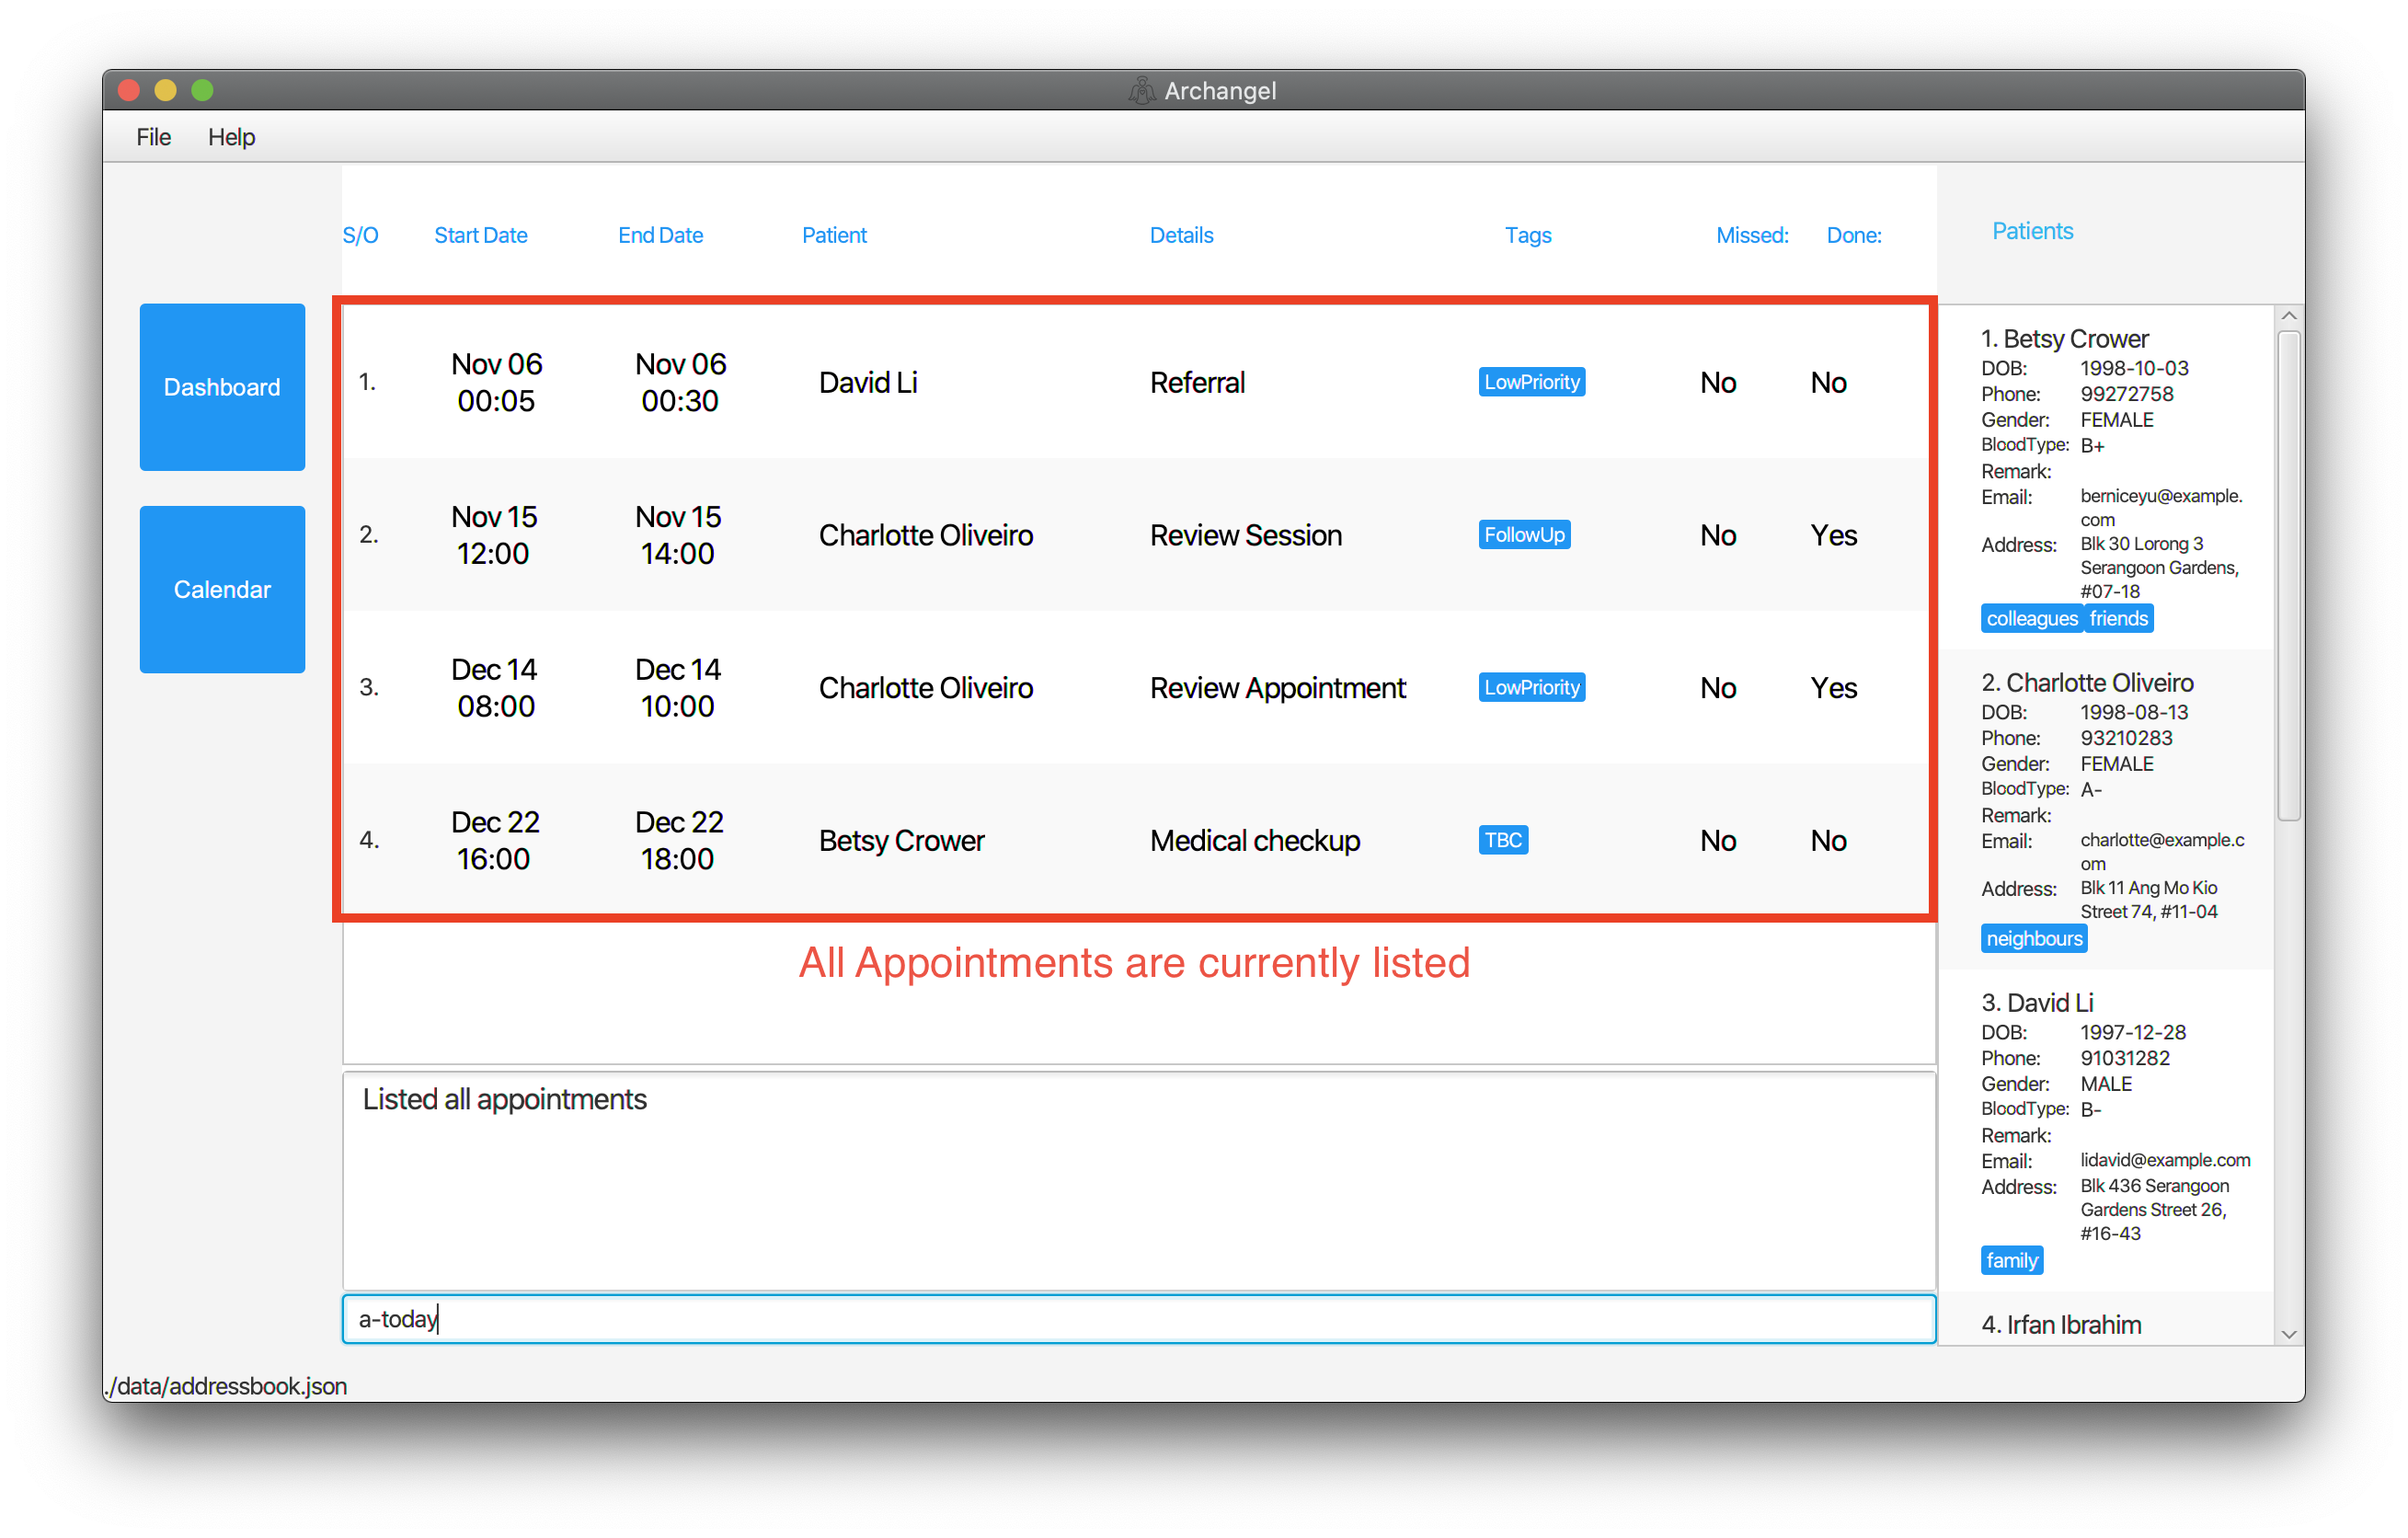 Archangel
File Help
S/O Start Date End Date Patient Details Tags Missed: Done:
Patients
Dashboard
Calendar
1. Nov 06 00:05 Nov 06 00:30 David Li Referral LowPriority No No
2. Nov 15 12:00 Nov 15 14:00 Charlotte Oliveiro Review Session FollowUp No Yes
3. Dec 14 08:00 Dec 14 10:00 Charlotte Oliveiro Review Appointment LowPriority No Yes
4. Dec 22 16:00 Dec 22 18:00 Betsy Crower Medical checkup TBC No No
All Appointments are currently listed
Listed all appointments
a-today
1. Betsy Crower
DOB: 1998-10-03
Phone: 99272758
Gender: FEMALE
BloodType: B+
Remark:
Email: berniceyu@example.
com
Address: Blk 30 Lorong 3
Serangoon Gardens,
#07-18
colleagues friends
2. Charlotte Oliveiro
DOB: 1998-08-13
Phone: 93210283
Gender: FEMALE
BloodType: A-
Remark:
Email: charlotte@example.c
om
Address: Blk 11 Ang Mo Kio
Street 74, #11-04
neighbours
3. David Li
DOB: 1997-12-28
Phone: 91031282
Gender: MALE
BloodType: B-
Remark:
Email: lidavid@example.com
Address: Blk 436 Serangoon
Gardens Street 26,
#16-43
family
4. Irfan Ibrahim
./data/addressbook.json